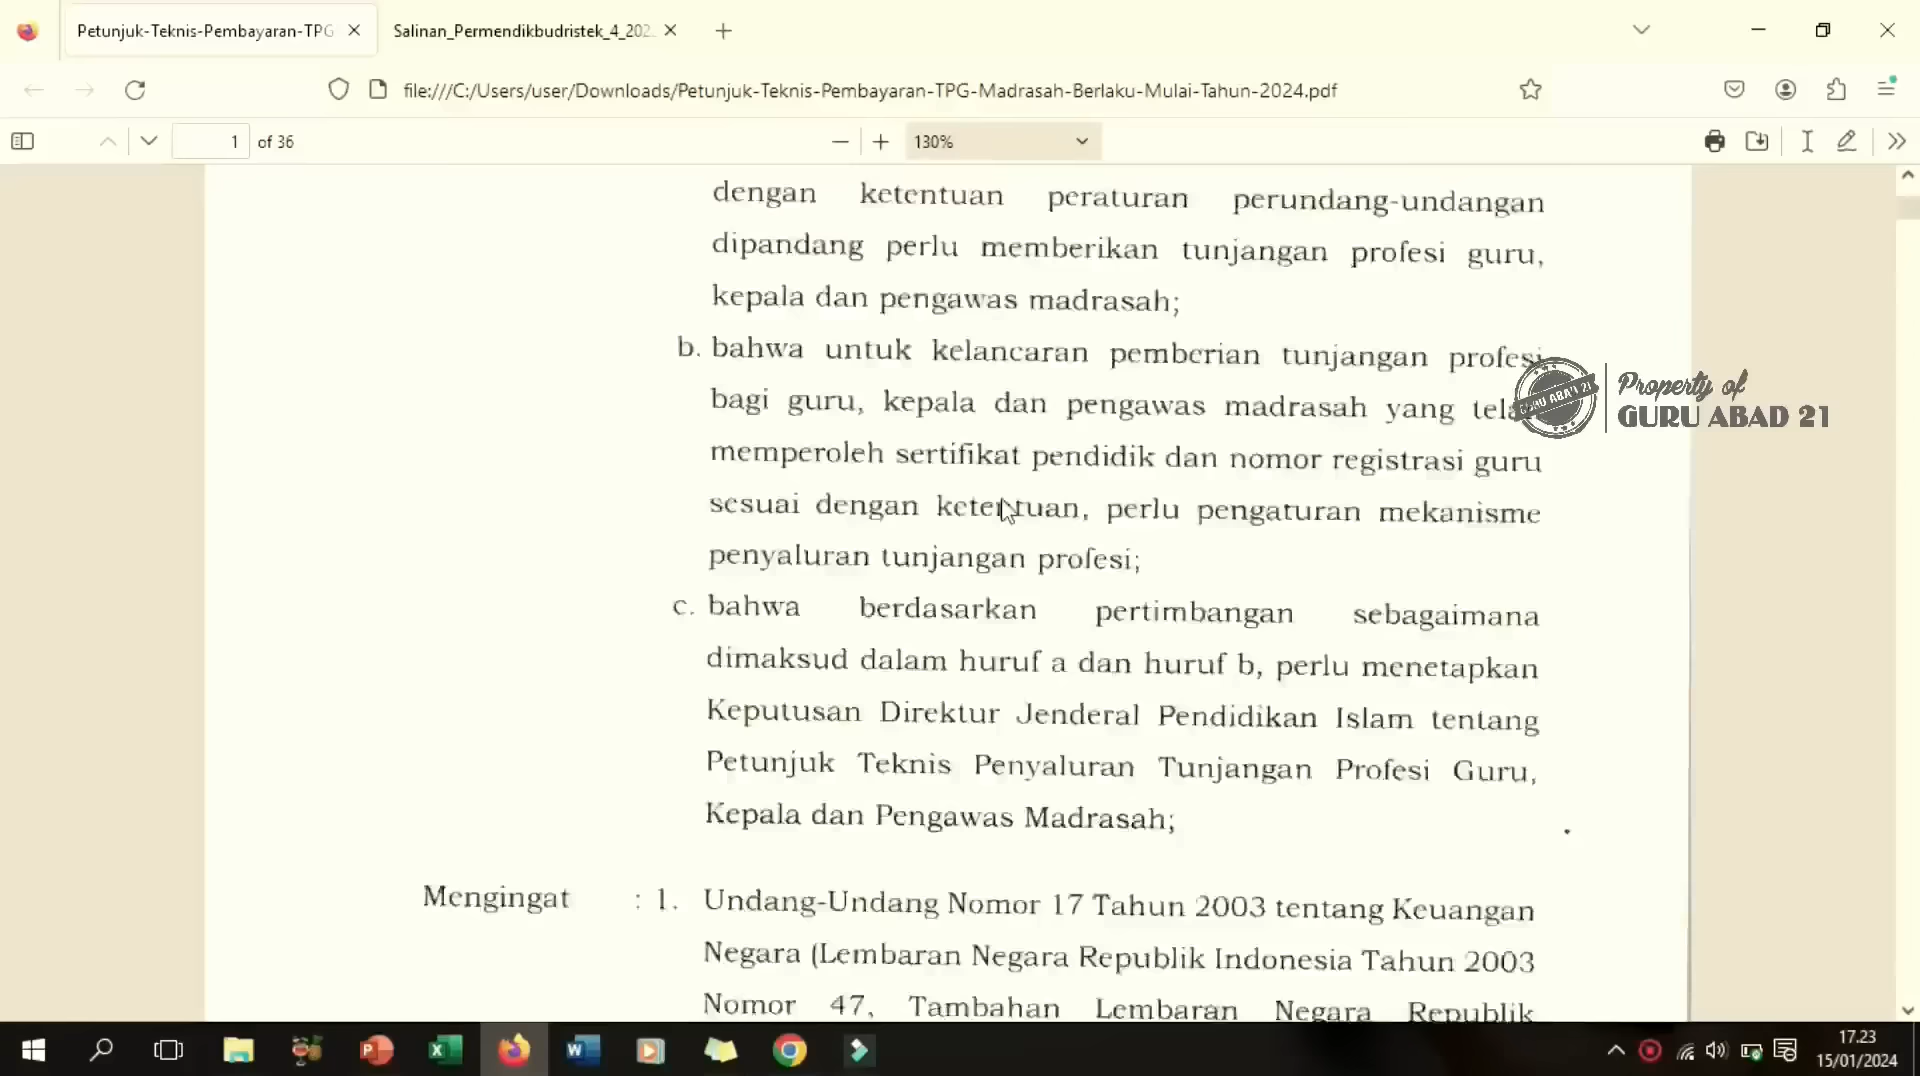 Petunjuk-Teknis-Pembayaran-TPG
Salinan_Permendikbudristek_4_202
file:///C:/Users/user/Downloads/Petunjuk-Teknis-Pembayaran-TPG-Madrasah-Berlaku-Mulai-Tahun-2024.pdf
1 of 36
130%
dengan ketentuan peraturan perundang-undangan
dipandang perlu memberikan tunjangan profesi guru,
kepala dan pengawas madrasah;
b. bahwa untuk kelancaran pemberian tunjangan profesi
bagi guru, kepala dan pengawas madrasah yang telah
memperoleh sertifikat pendidik dan nomor registrasi guru
sesuai dengan ketentuan, perlu pengaturan mekanisme
penyaluran tunjangan profesi;
c. bahwa berdasarkan pertimbangan sebagaimana
dimaksud dalam huruf a dan huruf b, perlu menetapkan
Keputusan Direktur Jenderal Pendidikan Islam tentang
Petunjuk Teknis Penyaluran Tunjangan Profesi Guru,
Kepala dan Pengawas Madrasah;
Mengingat : 1. Undang-Undang Nomor 17 Tahun 2003 tentang Keuangan
Negara (Lembaran Negara Republik Indonesia Tahun 2003
Nomor 47, Tambahan Lembaran Negara Republik
GURU ABAD 21
Property of
GURU ABAD 21
17.23
15/01/2024